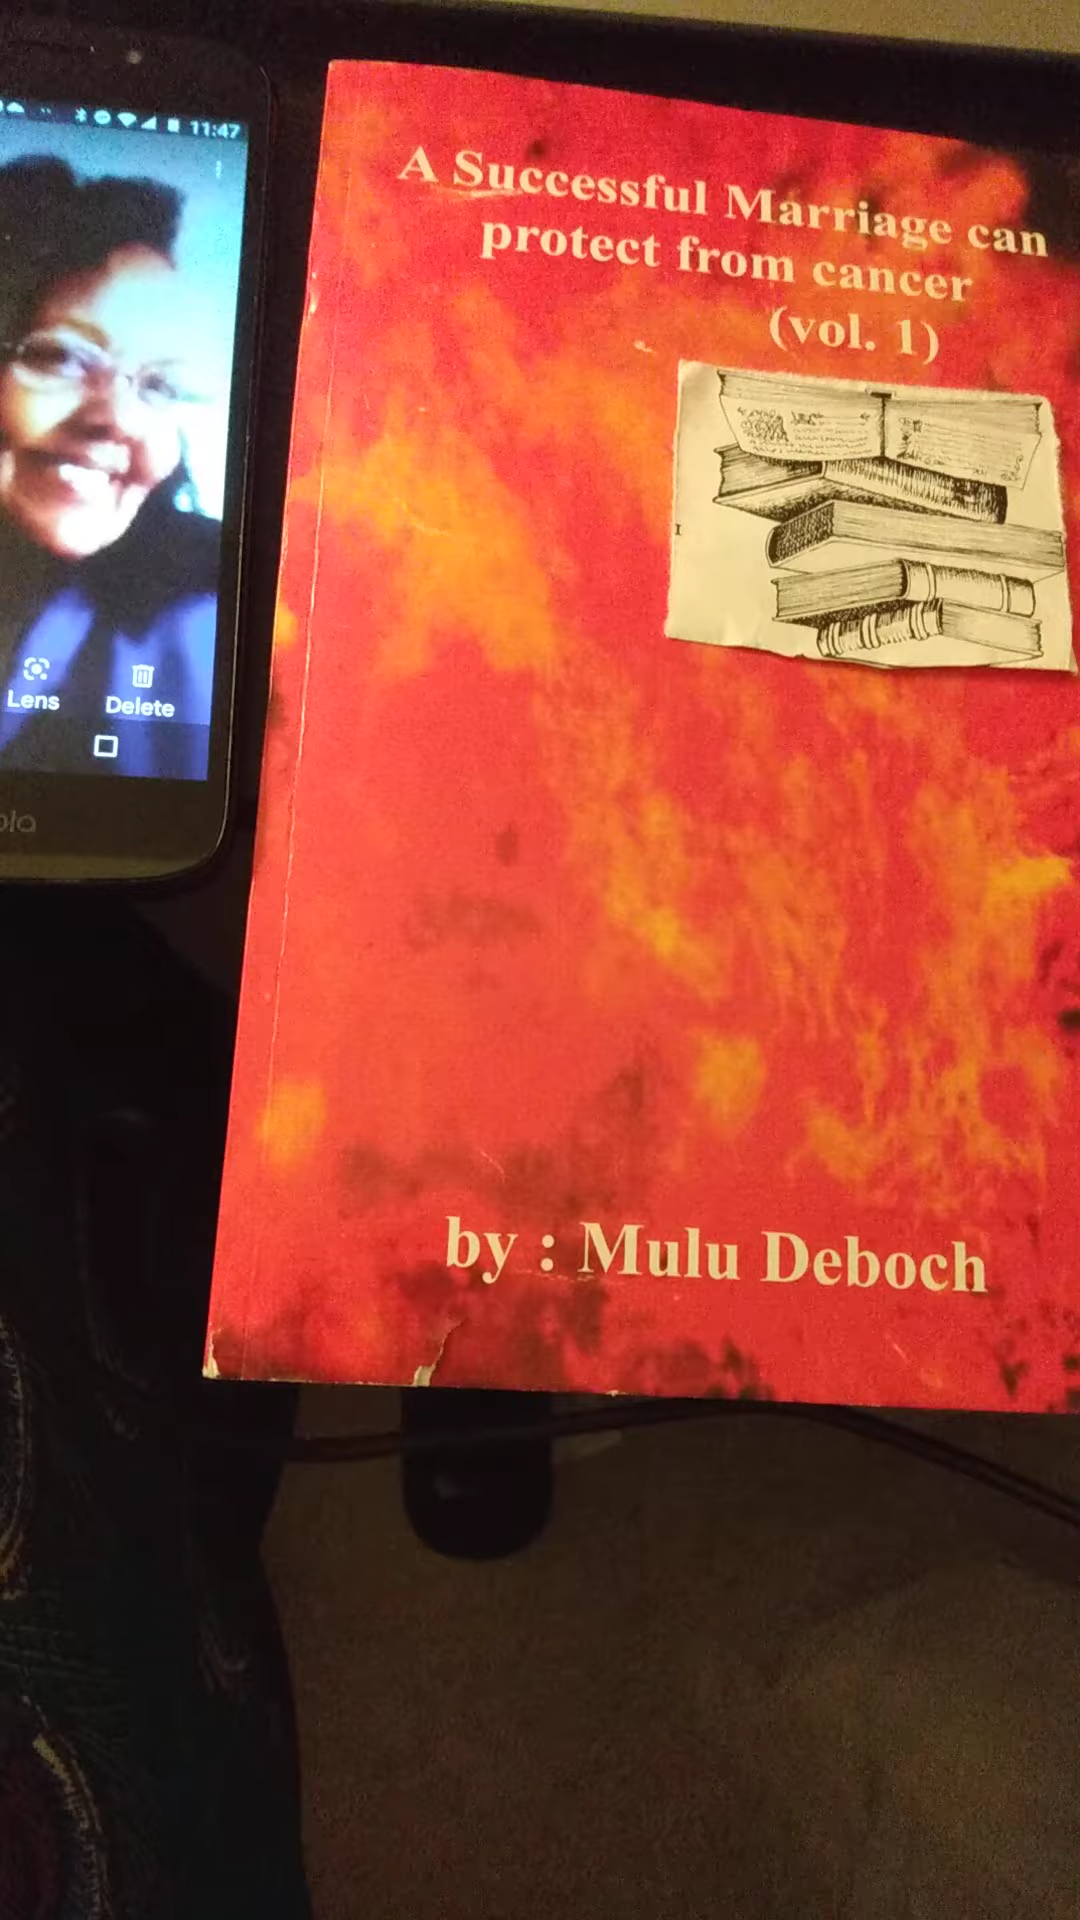 11:47
Lens
Delete
A Successful Marriage can
protect from cancer
(vol. 1)
by : Mulu Deboch